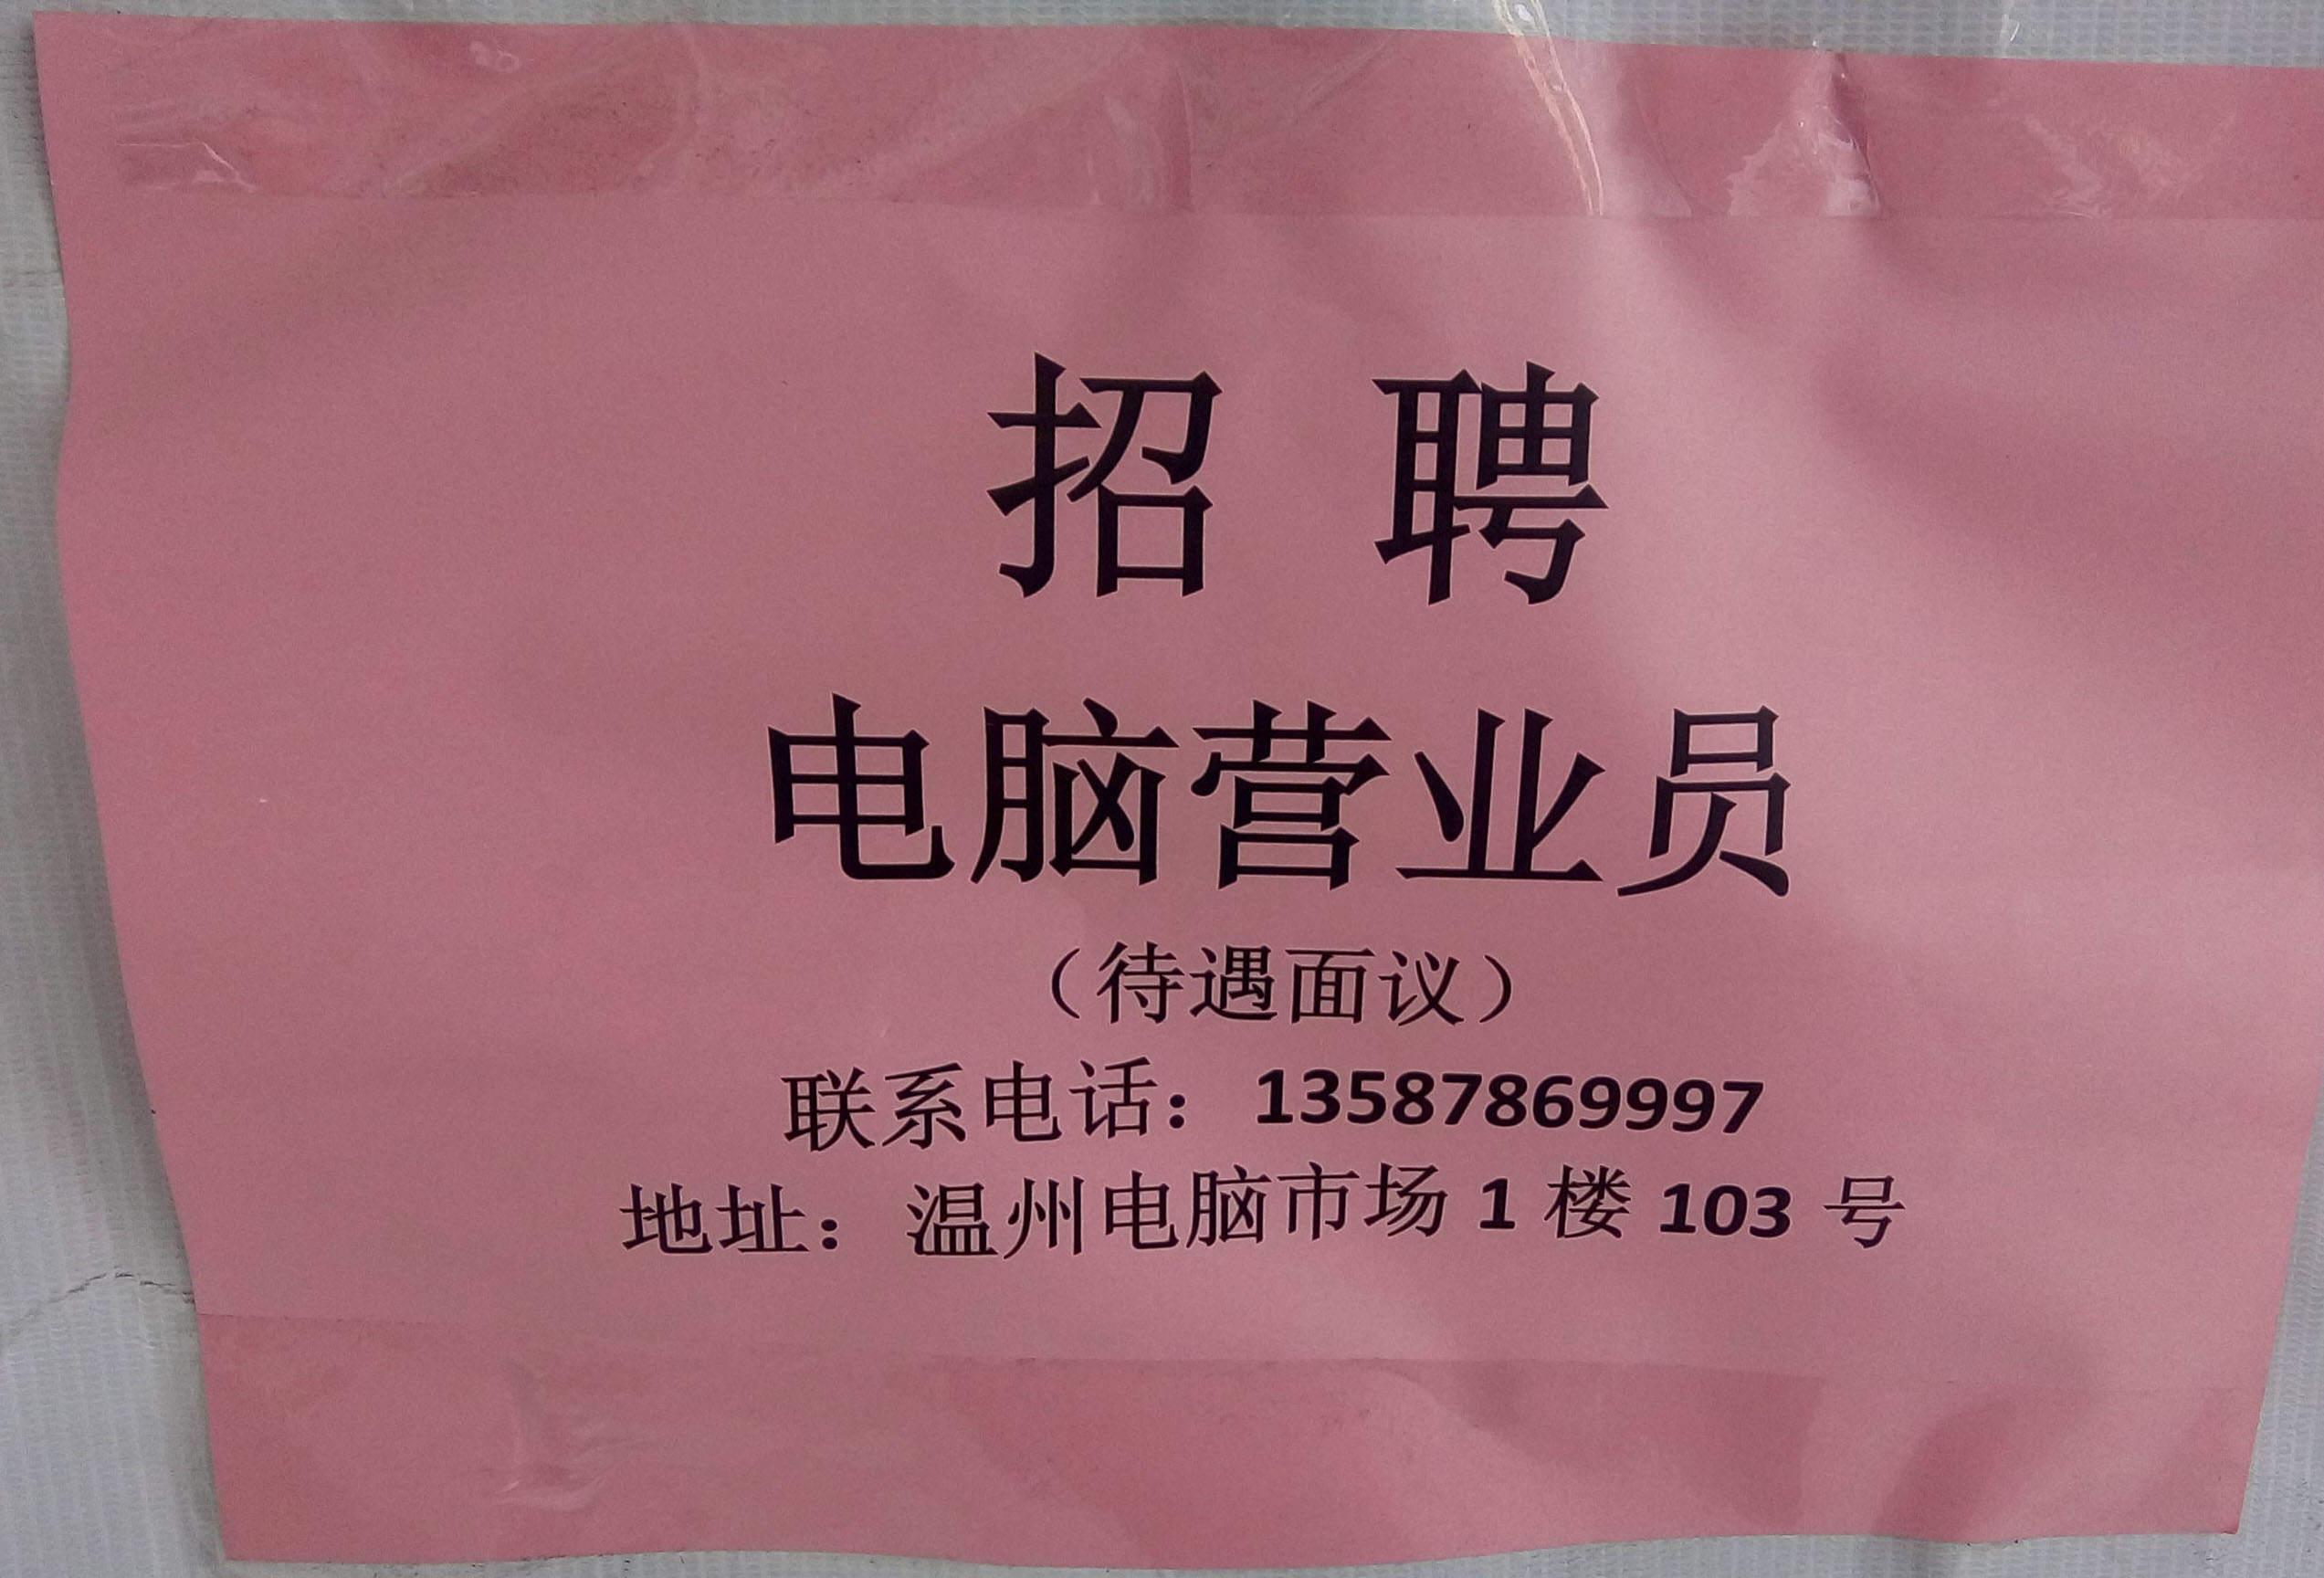 招 聘
电脑营业员
（待遇面议）
联系电话：13587869997
地址：温州电脑市场 1 楼 103 号